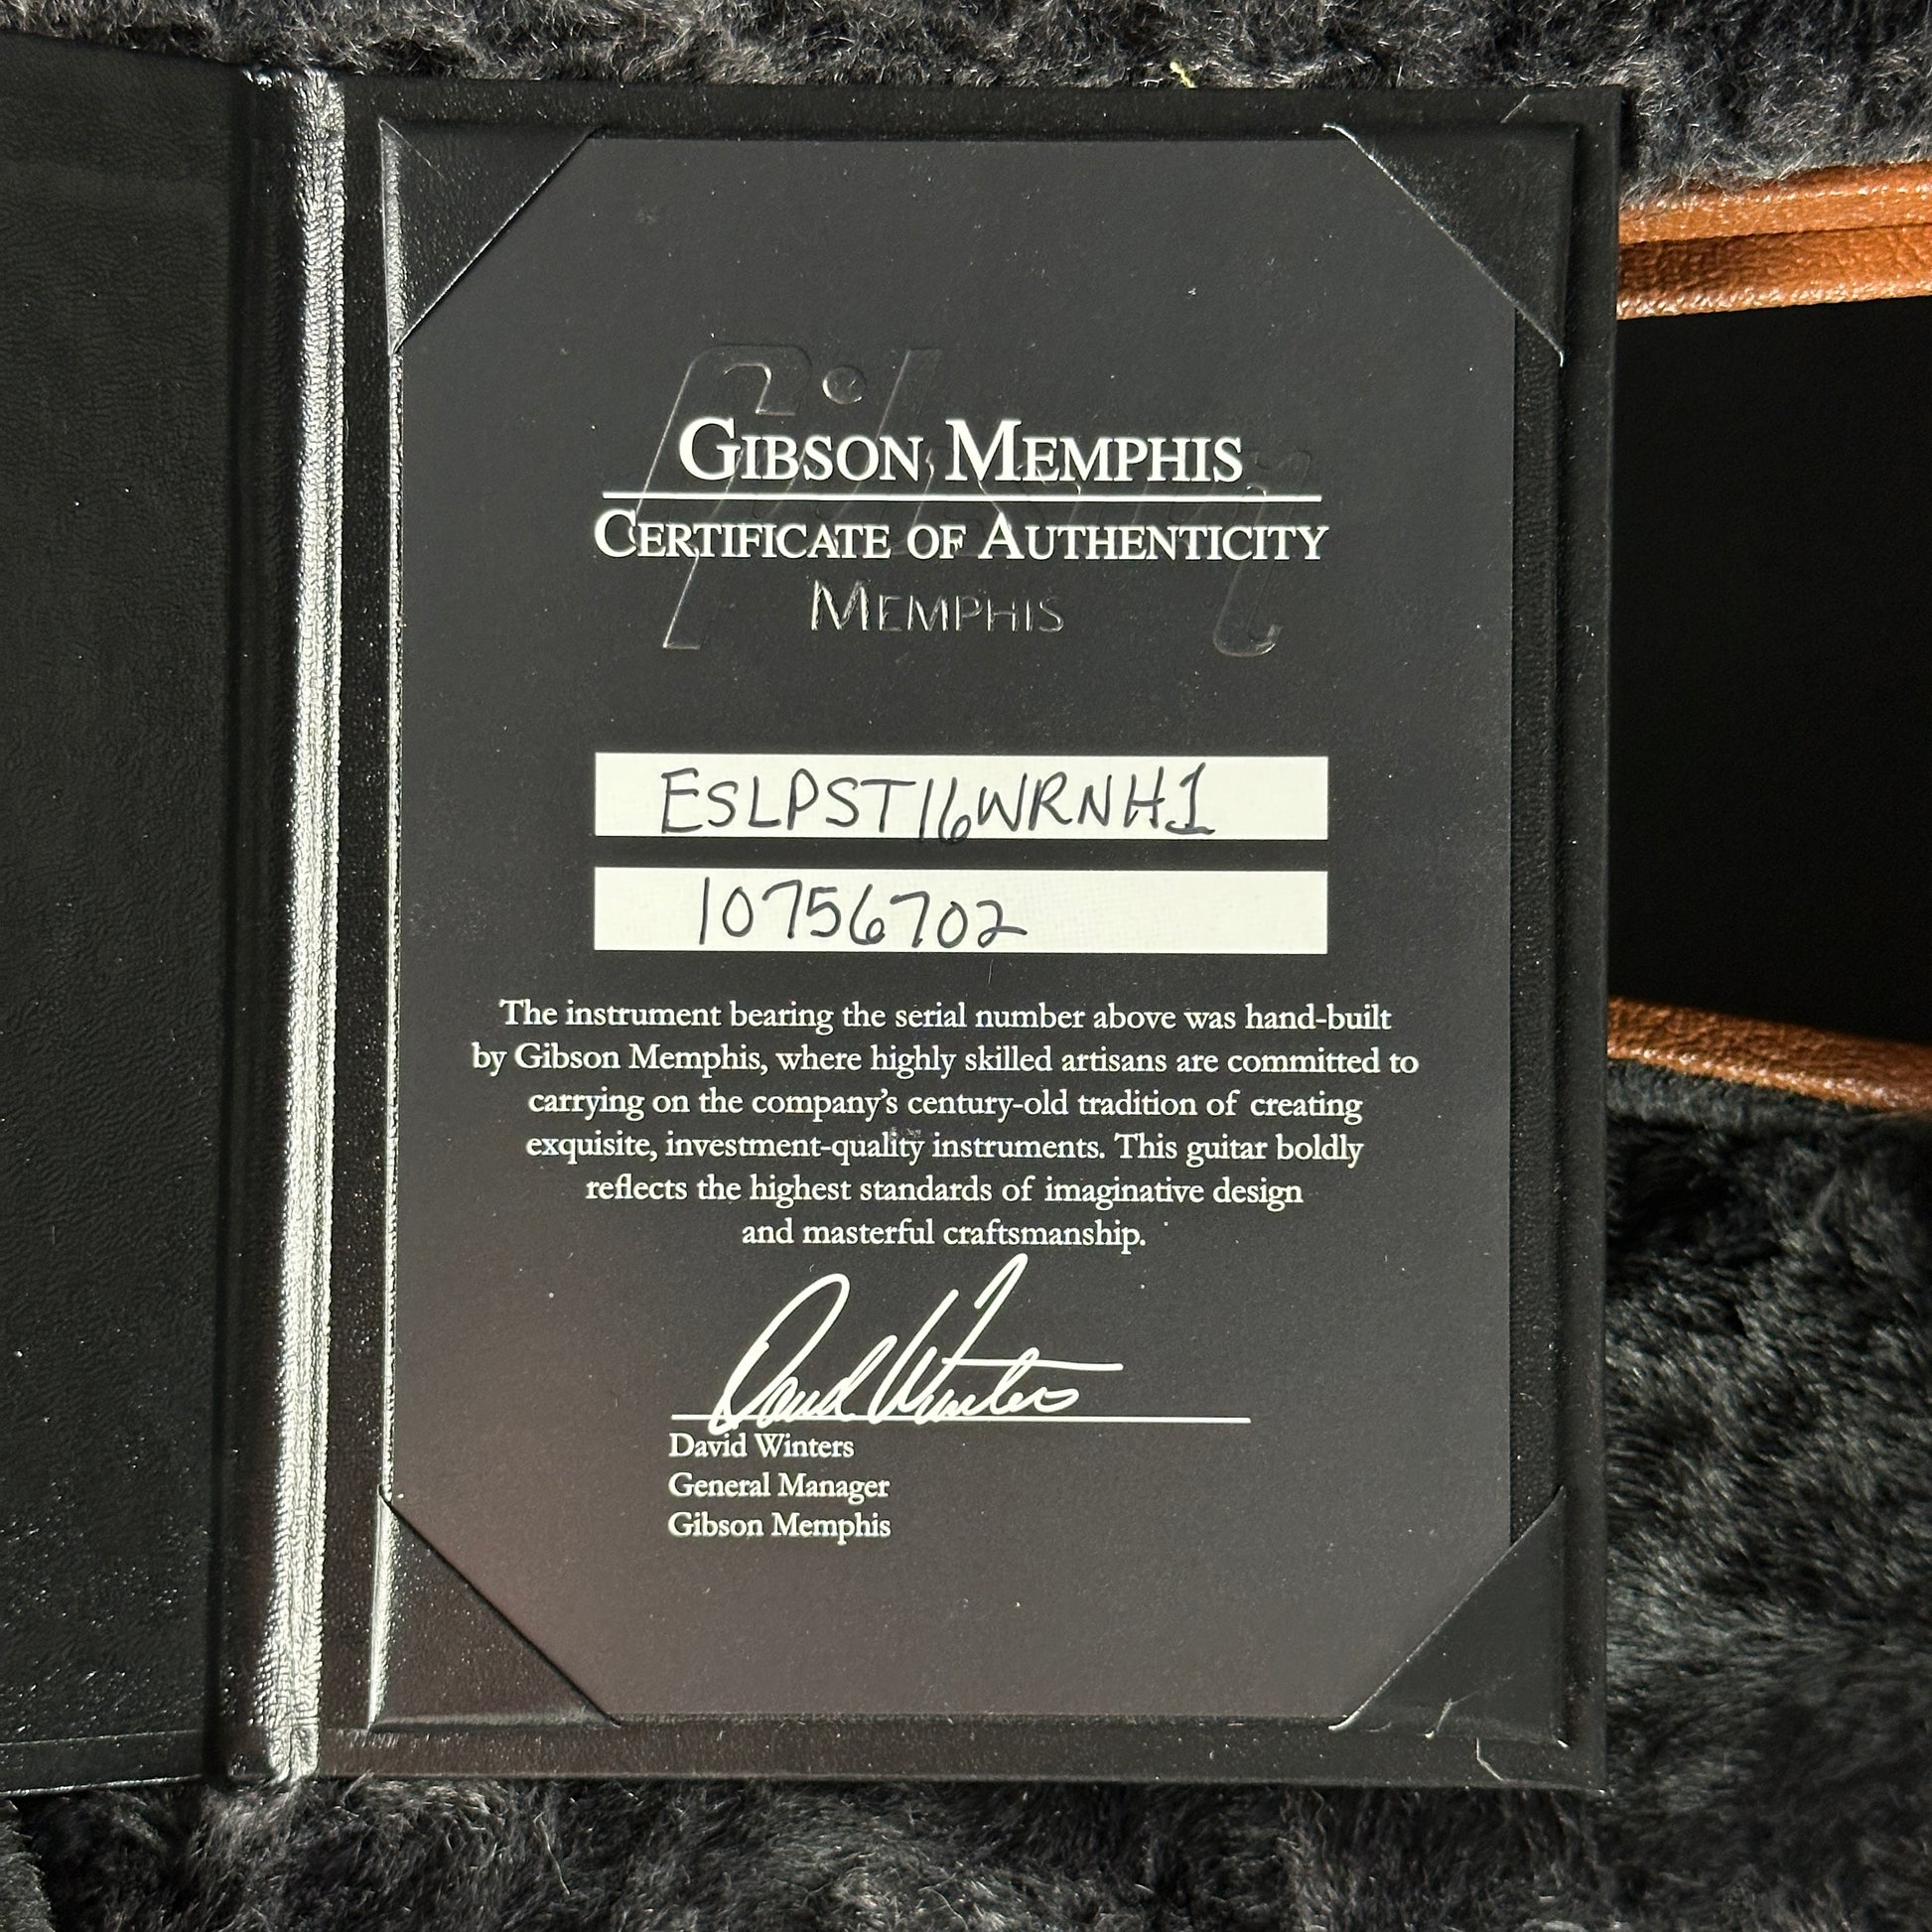 Gibson
GIBSON MEMPHIS
CERTIFICATE OF AUTHENTICITY
MEMPHIS
ESLPST16WRNH1
10756702
The instrument bearing the serial number above was hand-built
by Gibson Memphis, where highly skilled artisans are committed to
carrying on the company's century-old tradition of creating
exquisite, investment-quality instruments. This guitar boldly
reflects the highest standards of imaginative design
and masterful craftsmanship.
David Winters
David Winters
General Manager
Gibson Memphis